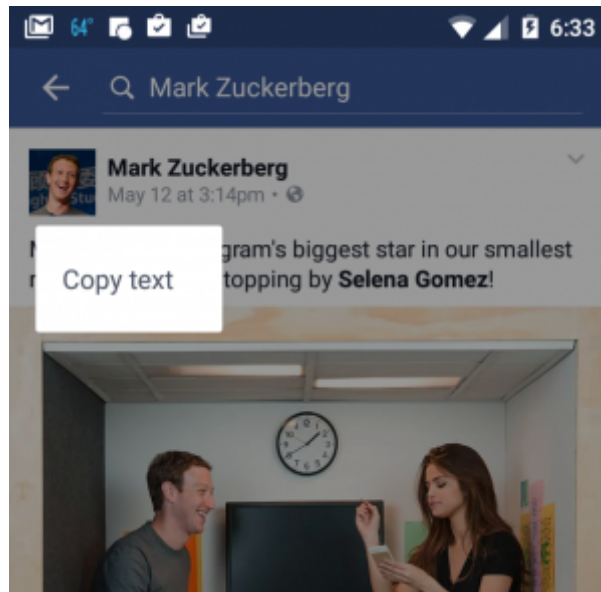 64°
6:33
Mark Zuckerberg
Mark Zuckerberg
May 12 at 3:14pm
gram's biggest star in our smallest
Copy text
topping by Selena Gomez!